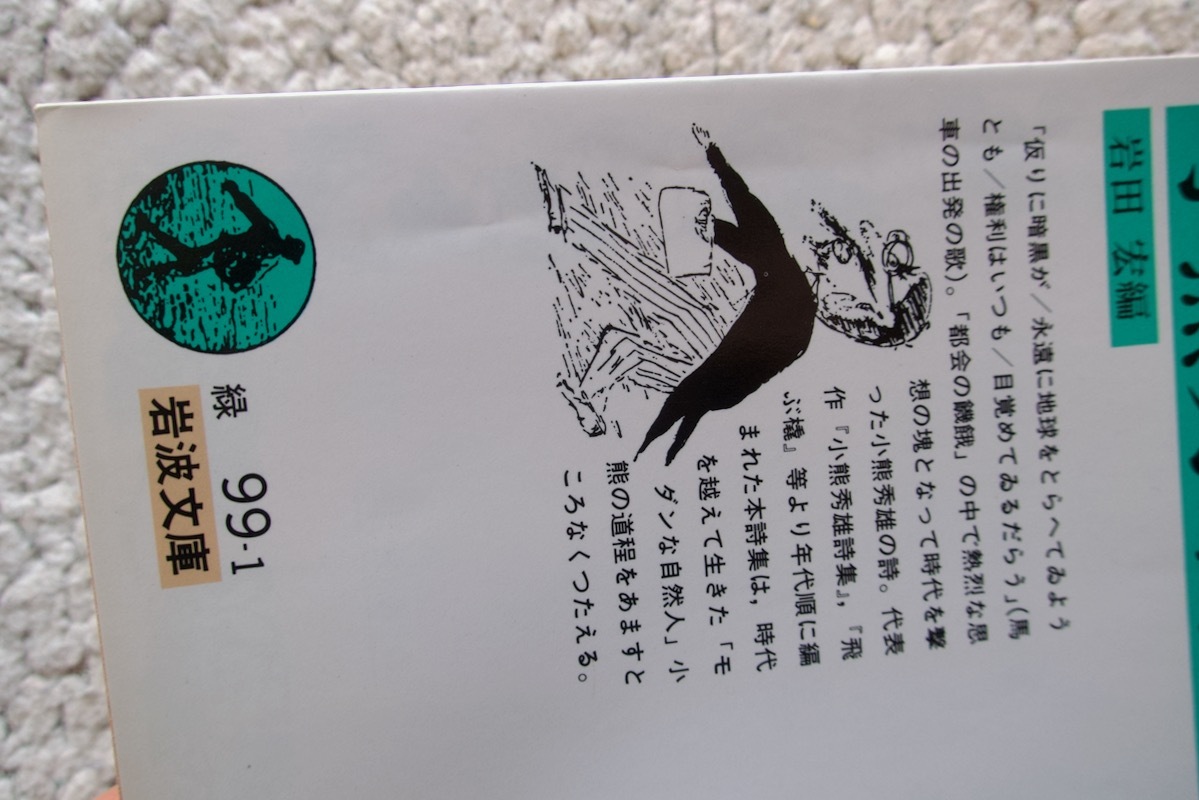 岩田 宏編
「仮りに暗黒が/永遠に地球をとらへてゐよう
とも/権利はいつも/目覚めてゐるだらう」(馬
車の出発の歌)。「都会の饑餓」の中で熱烈な思
想の塊となって時代を撃
った小熊秀雄の詩。代表
作『小熊秀雄詩集』,『飛
ぶ橇』等より年代順に編
まれた本詩集は,時代
を越えて生きた「モ
ダンな自然人」小
熊の道程をあますと
ころなくつたえる。
緑 99-1
岩波文庫